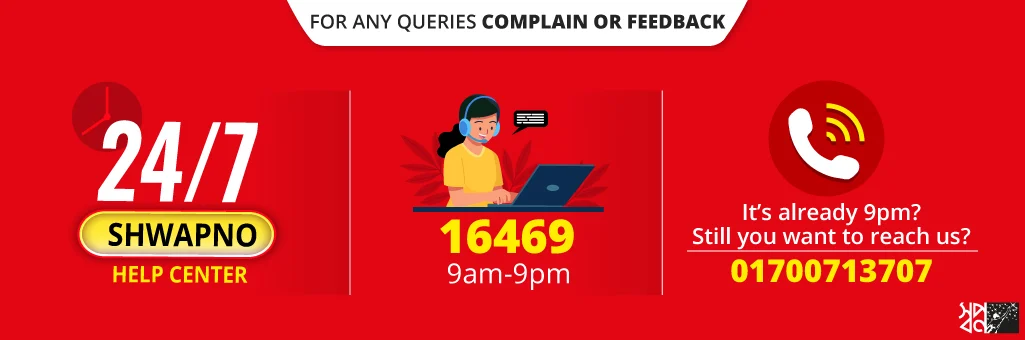 FOR ANY QUERIES COMPLAIN OR FEEDBACK
24/7
SHWAPNO
HELP CENTER
16469
9am-9pm
It's already 9pm?
Still you want to reach us?
01700713707
স্বপ্ন